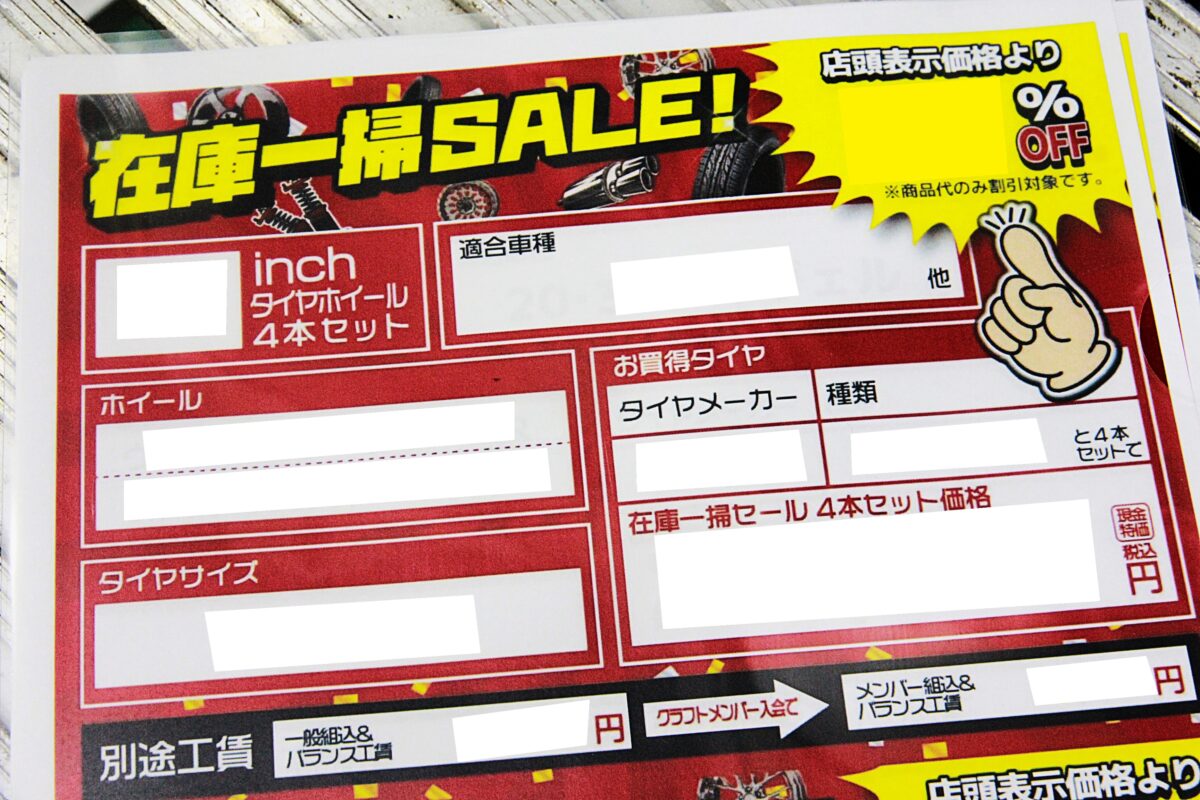 在庫一掃SALE!
店頭表示価格より
%
OFF
※商品代のみ割引対象です。
inch
タイヤホイール
4本セット
適合車種
他
ホイール
お買得タイヤ
タイヤメーカー
種類
と4本
セットで
在庫一掃セール 4本セット価格
現金
特価
税込
円
タイヤサイズ
別途工賃
一般組込&
バランス工賃
円
クラフトメンバー入会で
メンバー組込&
バランス工賃
円
店頭表示価格より